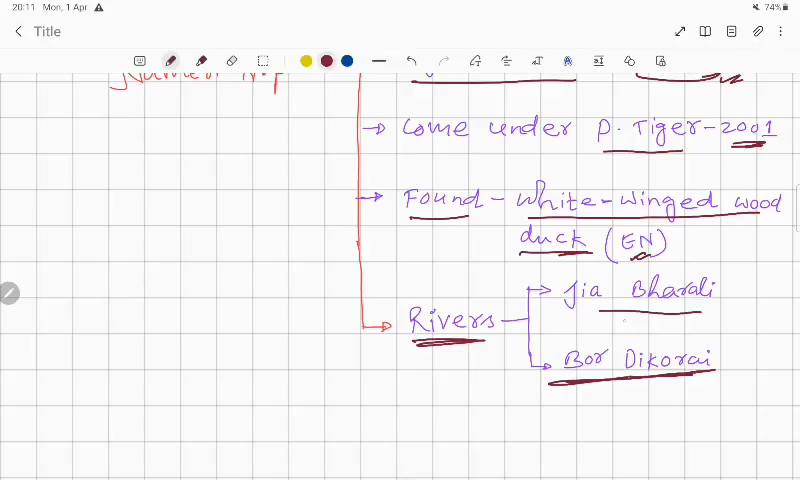 20:11 Mon, 1 Apr
74%
Title
→ Come under P. Tiger-2001
→ Found - White-Winged Wood
duck (EN)
→ Jia Bharali
→ Rivers
→ Bor Dikorai